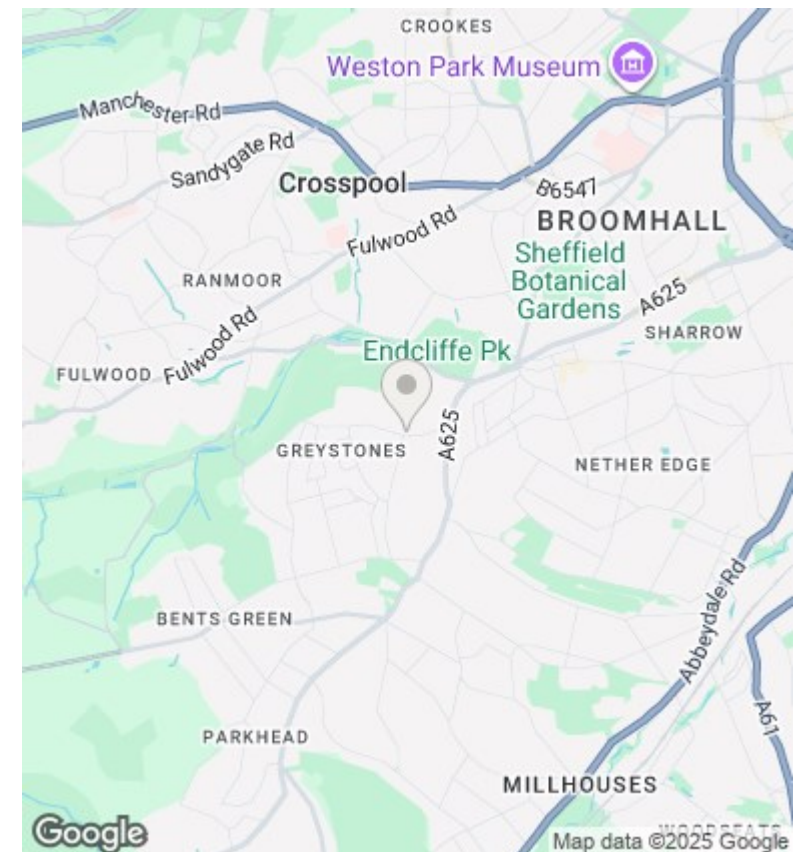 CROOKES
Weston Park Museum
Manchester Rd
Sandygate Rd
Crosspool
B6547
BROOMHALL
Fulwood Rd
Sheffield
Botanical
Gardens
RANMOOR
A625
SHARROW
Fulwood Rd
Endcliffe Pk
FULWOOD
A625
GREYSTONES
NETHER EDGE
BENTS GREEN
Abbeydale Rd
A61
PARKHEAD
MILLHOUSES
WOODSEATS
Google
Map data ©2025 Google